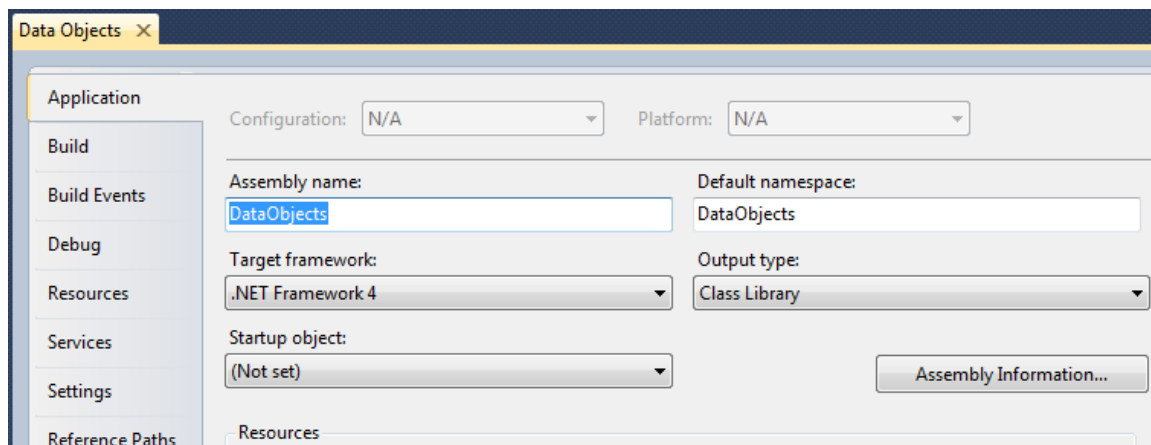 Data Objects
Application
Build
Build Events
Debug
Resources
Services
Settings
Reference Paths
Configuration: N/A Platform: N/A
Assembly name: Default namespace:
DataObjects DataObjects
Target framework: Output type:
.NET Framework 4 Class Library
Startup object:
(Not set) Assembly Information...
Resources